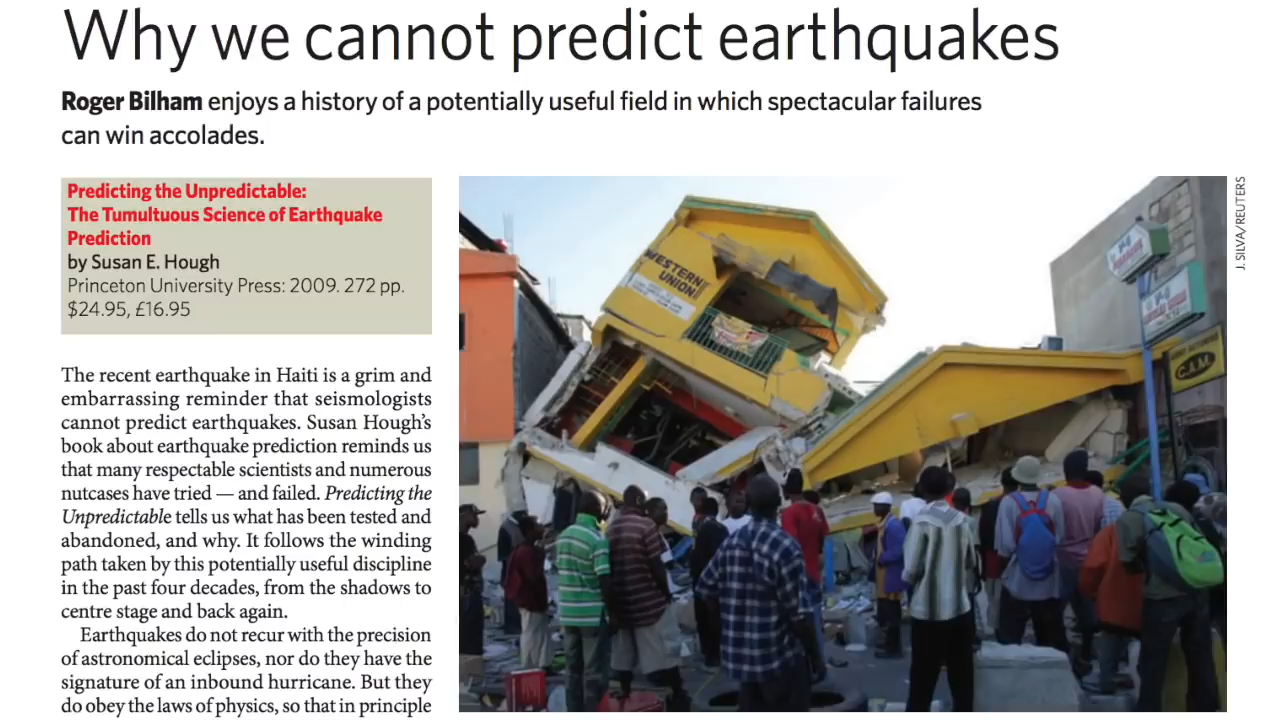 Why we cannot predict earthquakes
Roger Bilham enjoys a history of a potentially useful field in which spectacular failures
can win accolades.
Predicting the Unpredictable:
The Tumultuous Science of Earthquake
Prediction
by Susan E. Hough
Princeton University Press: 2009. 272 pp.
$24.95, £16.95
The recent earthquake in Haiti is a grim and
embarrassing reminder that seismologists
cannot predict earthquakes. Susan Hough’s
book about earthquake prediction reminds us
that many respectable scientists and numerous
nutcases have tried — and failed. Predicting the
Unpredictable tells us what has been tested and
abandoned, and why. It follows the winding
path taken by this potentially useful discipline
in the past four decades, from the shadows to
centre stage and back again.
Earthquakes do not recur with the precision
of astronomical eclipses, nor do they have the
signature of an inbound hurricane. But they
do obey the laws of physics, so that in principle
WESTERN
UNION
C.A.M.
J. SILVA/REUTERS